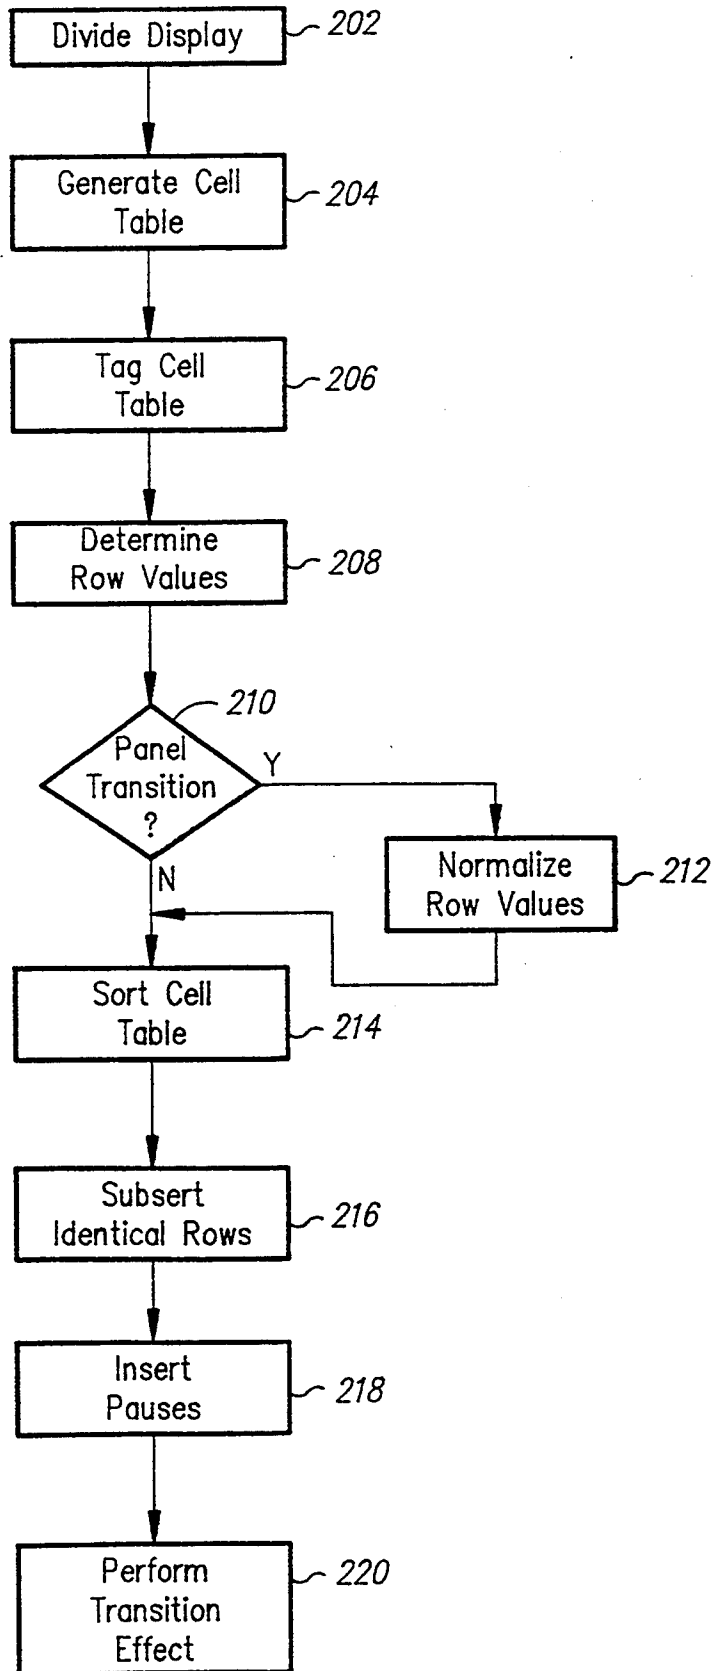 Divide Display
202
Generate Cell
Table
204
Tag Cell
Table
206
Determine
Row Values
208
210
Panel
Transition
?
Y
N
Normalize
Row Values
212
Sort Cell
Table
214
Subsert
Identical Rows
216
Insert
Pauses
218
Perform
Transition
Effect
220